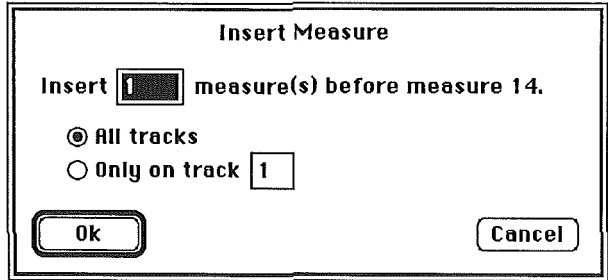 Insert Measure
Insert 1 measure(s) before measure 14.
All tracks
Only on track 1
Ok Cancel